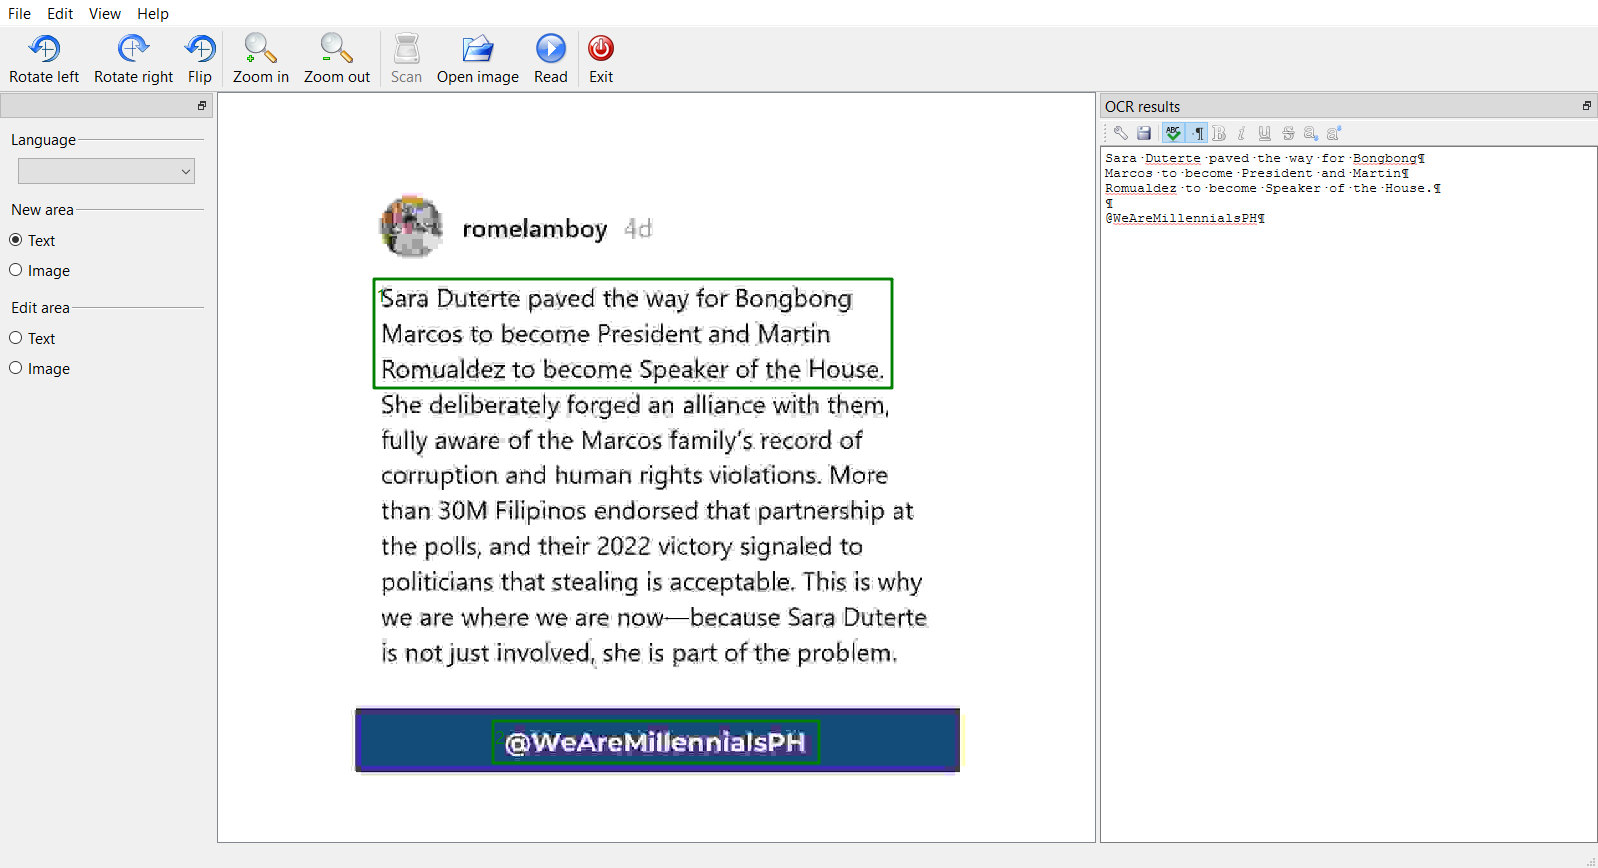 File Edit View Help
Rotate left Rotate right Flip Zoom in Zoom out Scan Open image Read Exit
Language
New area
Text
Image
Edit area
Text
Image
romelamboy 4d
1
Sara Duterte paved the way for Bongbong
Marcos to become President and Martin
Romualdez to become Speaker of the House.
She deliberately forged an alliance with them,
fully aware of the Marcos family’s record of
corruption and human rights violations. More
than 30M Filipinos endorsed that partnership at
the polls, and their 2022 victory signaled to
politicians that stealing is acceptable. This is why
we are where we are now—because Sara Duterte
is not just involved, she is part of the problem.
2
@WeAreMillennialsPH
OCR results
ABC ¶ B i U S a a
Sara·Duterte·paved·the·way·for·Bongbong¶
Marcos·to·become·President·and·Martin¶
Romualdez·to·become·Speaker·of·the·House.¶
¶
@WeAreMillennialsPH¶